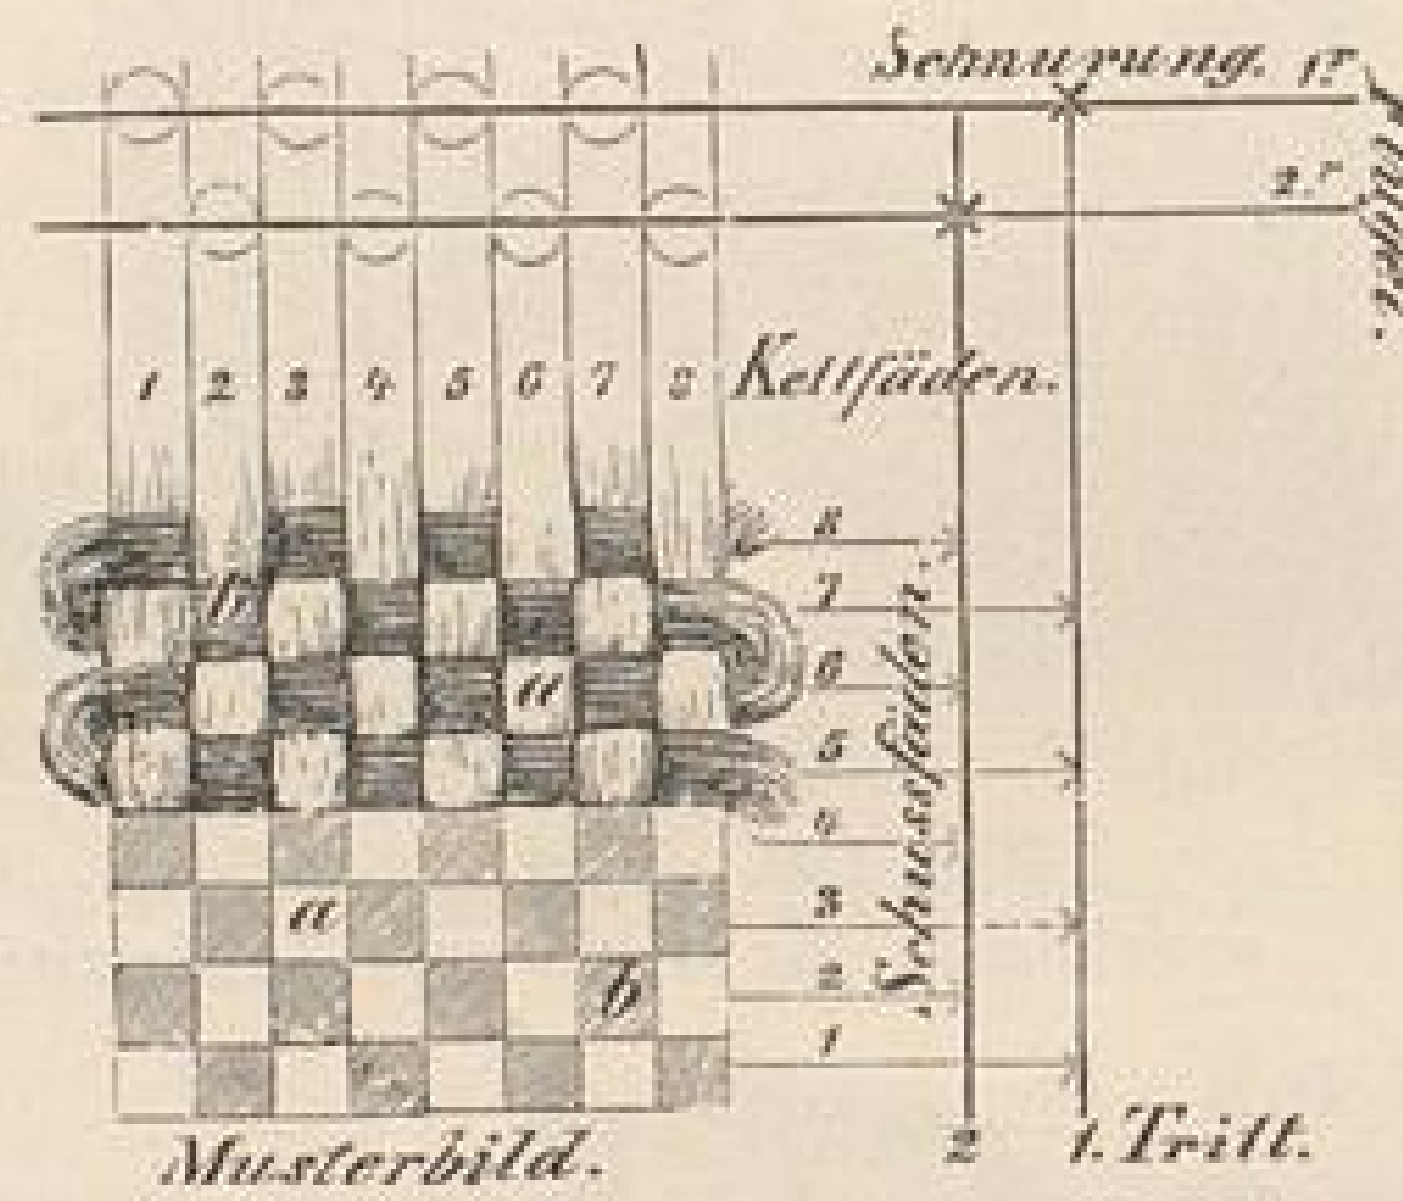 Schnürung. 1.r
2.r
Flügel.
1 2 3 4 5 6 7 8 Kettfäden.
8
b 7
a 6
5
4
a 3
b 2
1
Schussfäden.
2 1. Tritt.
Musterbild.